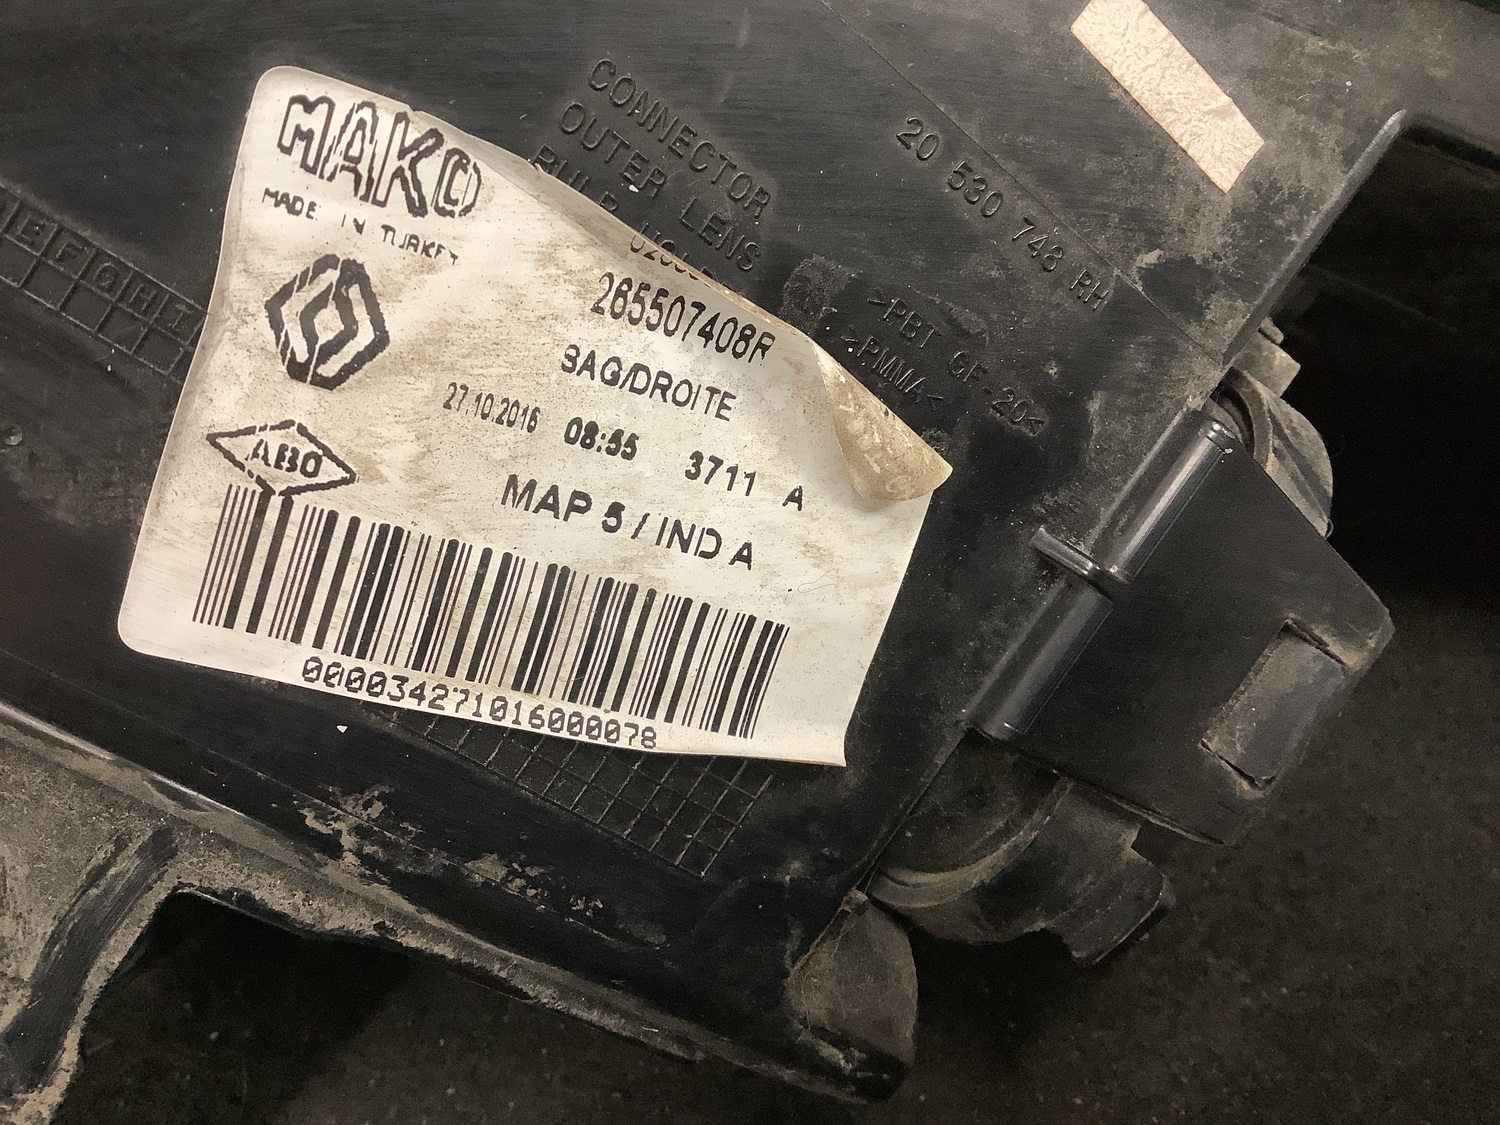 MAKO
MADE IN TURKEY
265507408R
SAG/DROITE
27.10.2016 08:55 3711 A
ABO
MAP 5 / IND A
000034271016000078
CONNECTOR
OUTER LENS
20 530 743 RH
>PBT GF-20<
>PMMA<
E F G H I